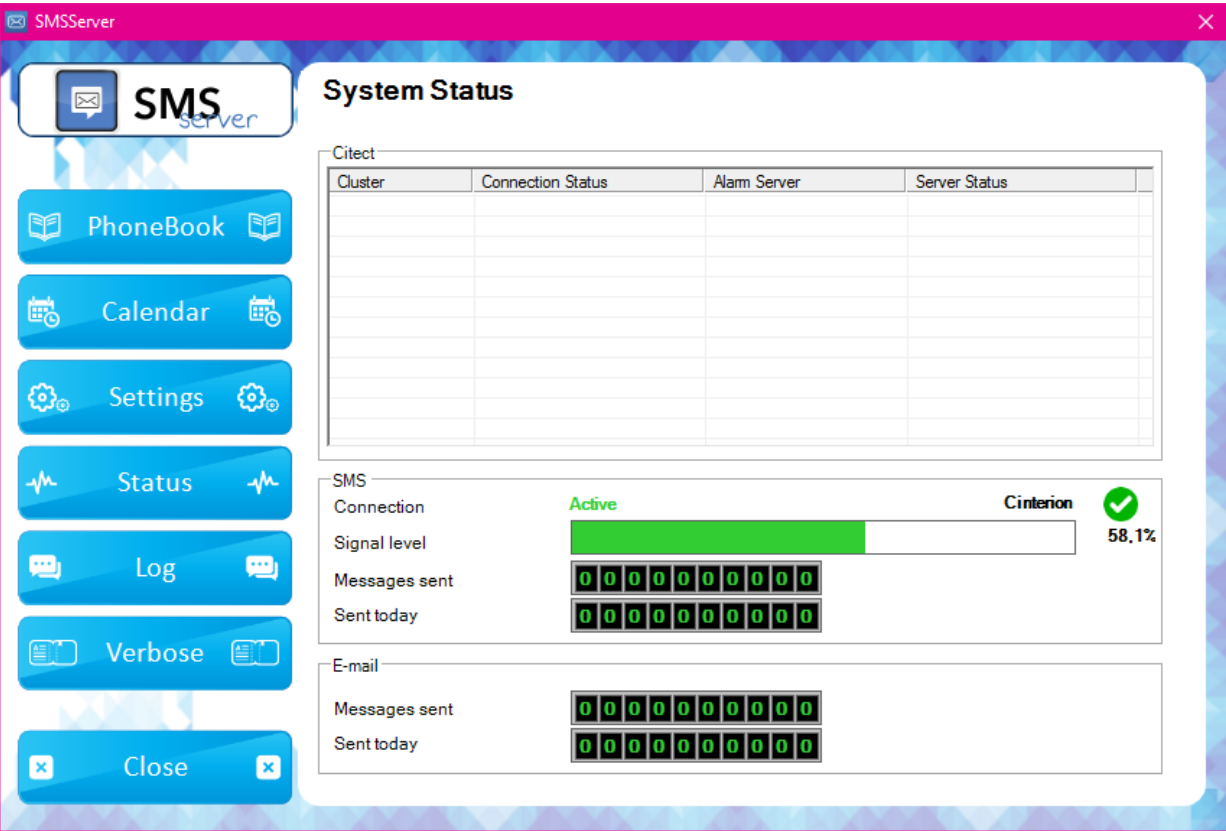 SMSServer
SMS
server
System Status
Citect
Cluster Connection Status Alarm Server Server Status
PhoneBook
Calendar
Settings
Status
Log
Verbose
Close
SMS
Connection Active Cinterion
Signal level 58,1%
Messages sent 0000000000
Sent today 0000000000
E-mail
Messages sent 0000000000
Sent today 0000000000